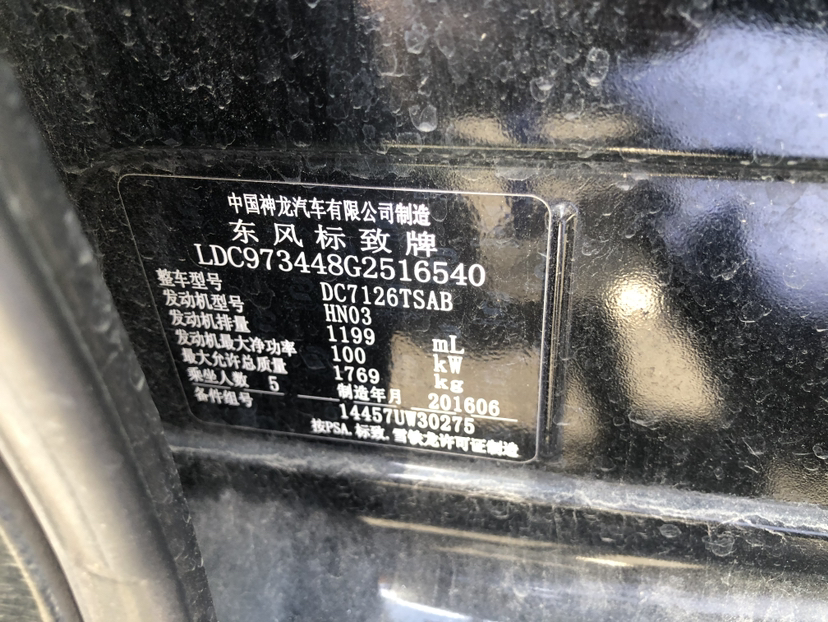 中国神龙汽车有限公司制造
东风标致牌
LDC973448G2516540
整车型号 DC7126TSAB
发动机型号 HN03
发动机排量 1199 mL
发动机最大净功率 100 kW
最大允许总质量 1769 kg
乘坐人数 5 制造年月 201606
备件组号 14457UW30275
按PSA.标致.雪铁龙许可证制造